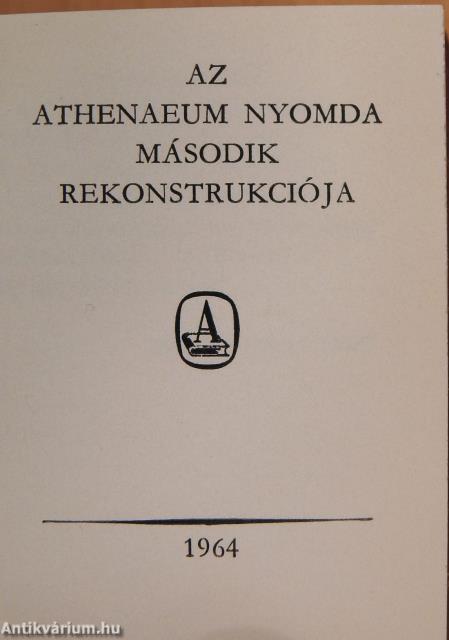 AZ
ATHENAEUM NYOMDA
MÁSODIK
REKONSTRUKCIÓJA
A
1964
Antikvárium.hu